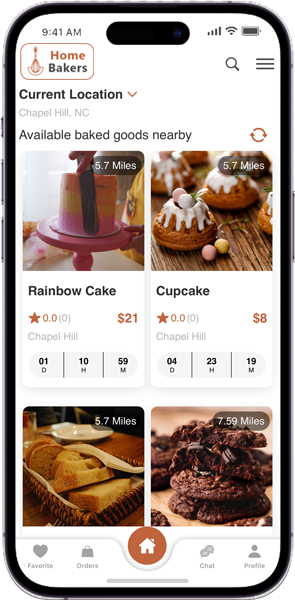 9:41 AM
Home
Bakers
Current Location
Chapel Hill, NC
Available baked goods nearby
5.7 Miles
5.7 Miles
Rainbow Cake
Cupcake
0.0 (0) $21
0.0 (0) $8
Chapel Hill
Chapel Hill
01 10 59
D H M
04 23 19
D H M
5.7 Miles
7.59 Miles
Favorite Orders Chat Profile